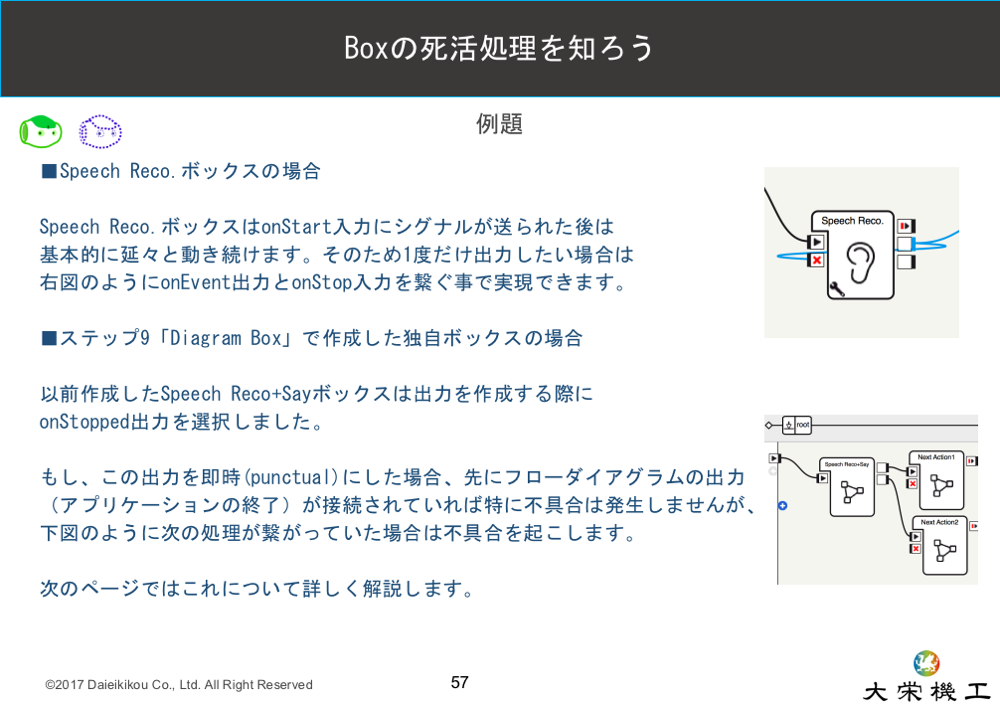 Boxの死活処理を知ろう
例題
■Speech Reco.ボックスの場合
Speech Reco.ボックスはonStart入力にシグナルが送られた後は
基本的に延々と動き続けます。そのため1度だけ出力したい場合は
右図のようにonEvent出力とonStop入力を繋ぐ事で実現できます。
■ステップ9「Diagram Box」で作成した独自ボックスの場合
以前作成したSpeech Reco+Sayボックスは出力を作成する際に
onStopped出力を選択しました。
もし、この出力を即時(punctual)にした場合、先にフローダイアグラムの出力
（アプリケーションの終了）が接続されていれば特に不具合は発生しませんが、
下図のように次の処理が繋がっていた場合は不具合を起こします。
次のページではこれについて詳しく解説します。
Speech Reco.
root
Speech Reco+Say
Next Action1
Next Action2
©2017 Daieikikou Co., Ltd. All Right Reserved
57
大栄機工